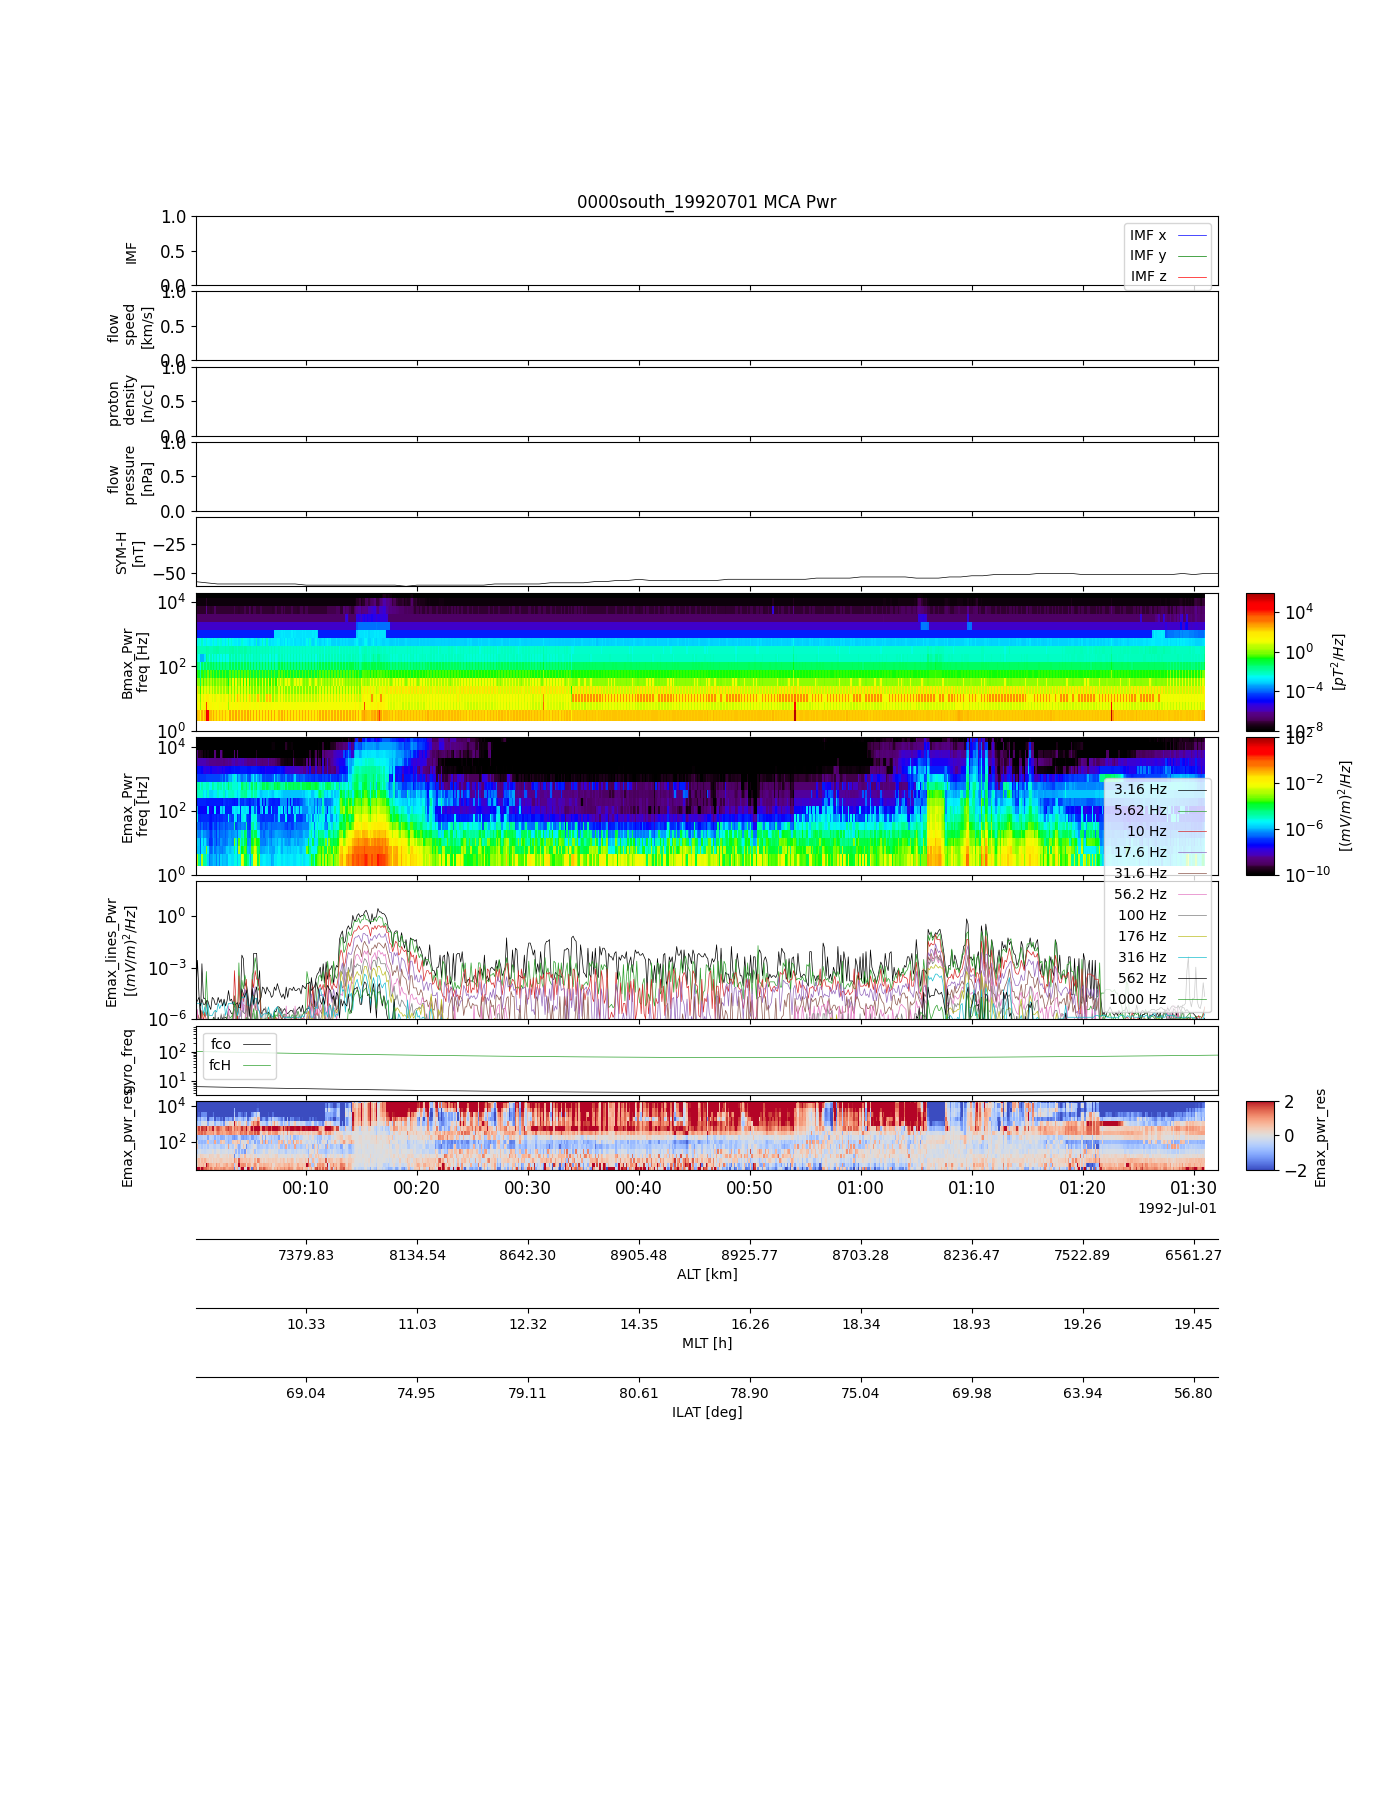 0000south_19920701 MCA Pwr
1.0
0.5
0.0
IMF
IMF x
IMF y
IMF z
1.0
0.5
0.0
flow
speed
[km/s]
1.0
0.5
0.0
proton
density
[n/cc]
1.0
0.5
0.0
flow
pressure
[nPa]
−25
−50
SYM-H
[nT]
10^4
10^2
10^0
Bmax_Pwr
freq [Hz]
10^4
10^0
10^−4
10^−8
[pT^2/Hz]
10^4
10^2
10^0
Emax_Pwr
freq [Hz]
10^2
10^−2
10^−6
10^−10
[(mV/m)^2/Hz]
3.16 Hz
5.62 Hz
10 Hz
17.6 Hz
31.6 Hz
56.2 Hz
100 Hz
176 Hz
316 Hz
562 Hz
1000 Hz
10^0
10^−3
10^−6
Emax_lines_Pwr
[(mV/m)^2/Hz]
10^2
10^1
gyro_freq
fco
fcH
10^4
10^2
Emax_pwr_res
2
0
−2
Emax_pwr_res
00:10 00:20 00:30 00:40 00:50 01:00 01:10 01:20 01:30
1992-Jul-01
7379.83 8134.54 8642.30 8905.48 8925.77 8703.28 8236.47 7522.89 6561.27
ALT [km]
10.33 11.03 12.32 14.35 16.26 18.34 18.93 19.26 19.45
MLT [h]
69.04 74.95 79.11 80.61 78.90 75.04 69.98 63.94 56.80
ILAT [deg]